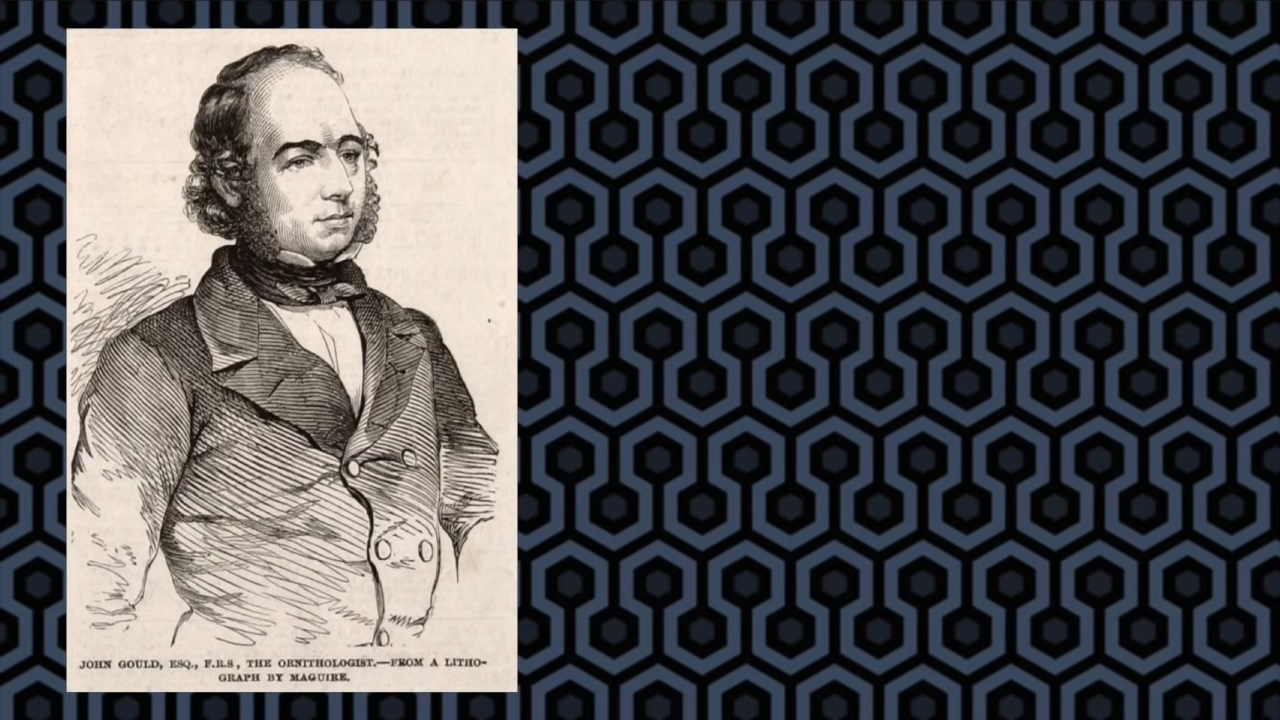 JOHN GOULD, ESQ., F.R.S, THE ORNITHOLOGIST.—FROM A LITHO-
GRAPH BY MAGUIRE.